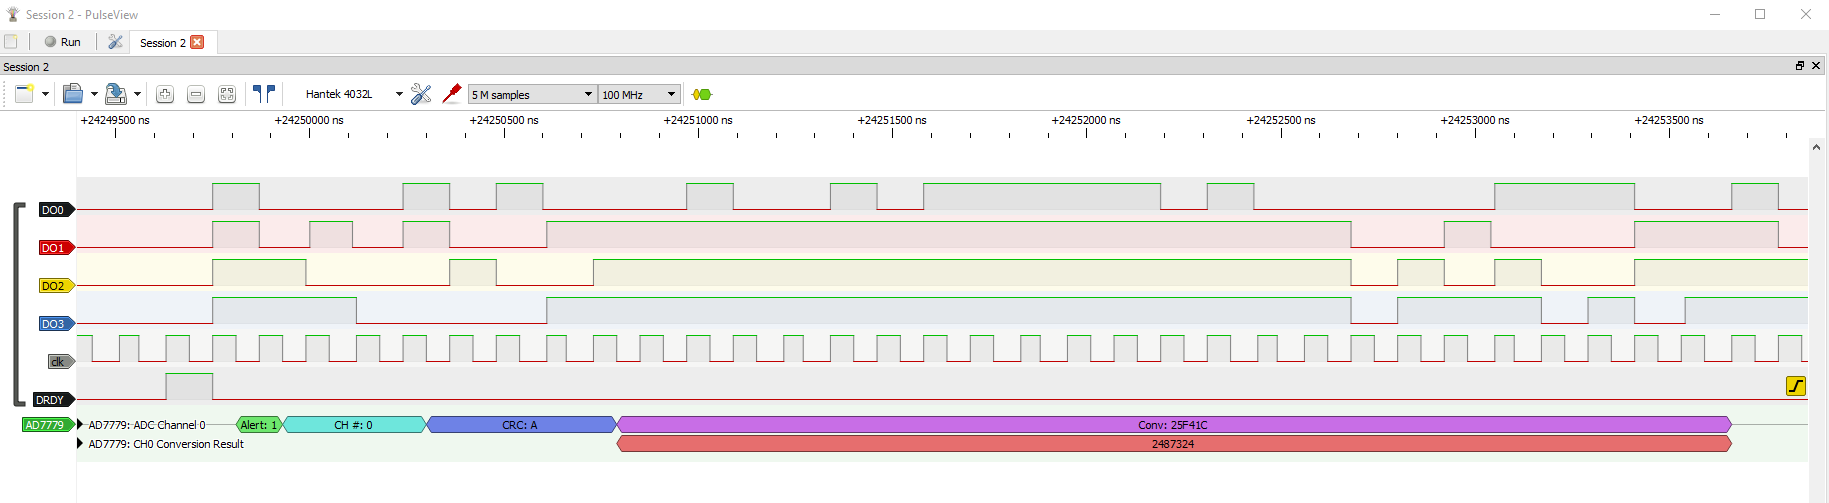 Session 2 - PulseView
Run
Session 2
Session 2
Hantek 4032L 5 M samples 100 MHz
+24249500 ns +24250000 ns +24250500 ns +24251000 ns +24251500 ns +24252000 ns +24252500 ns +24253000 ns +24253500 ns
DO0
DO1
DO2
DO3
clk
DRDY
AD7779 AD7779: ADC Channel 0 Alert: 1 CH #: 0 CRC: A Conv: 25F41C
AD7779: CH0 Conversion Result 2487324